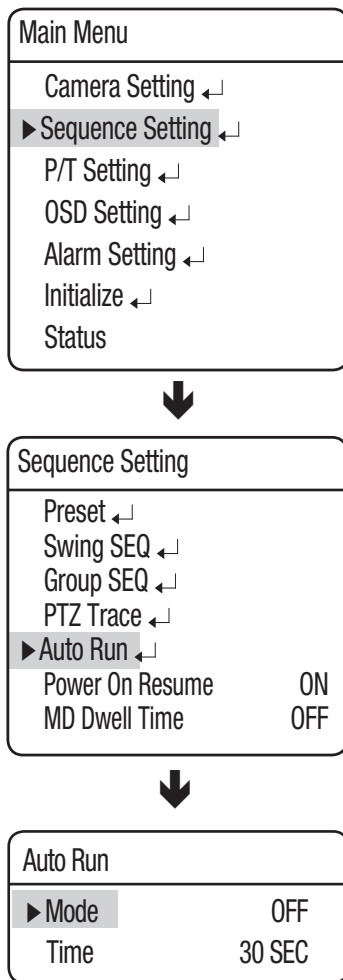 Main Menu
Camera Setting ↵
▶Sequence Setting ↵
P/T Setting ↵
OSD Setting ↵
Alarm Setting ↵
Initialize ↵
Status
Sequence Setting
Preset ↵
Swing SEQ ↵
Group SEQ ↵
PTZ Trace ↵
▶Auto Run ↵
Power On Resume ON
MD Dwell Time OFF
Auto Run
▶Mode OFF
Time 30 SEC